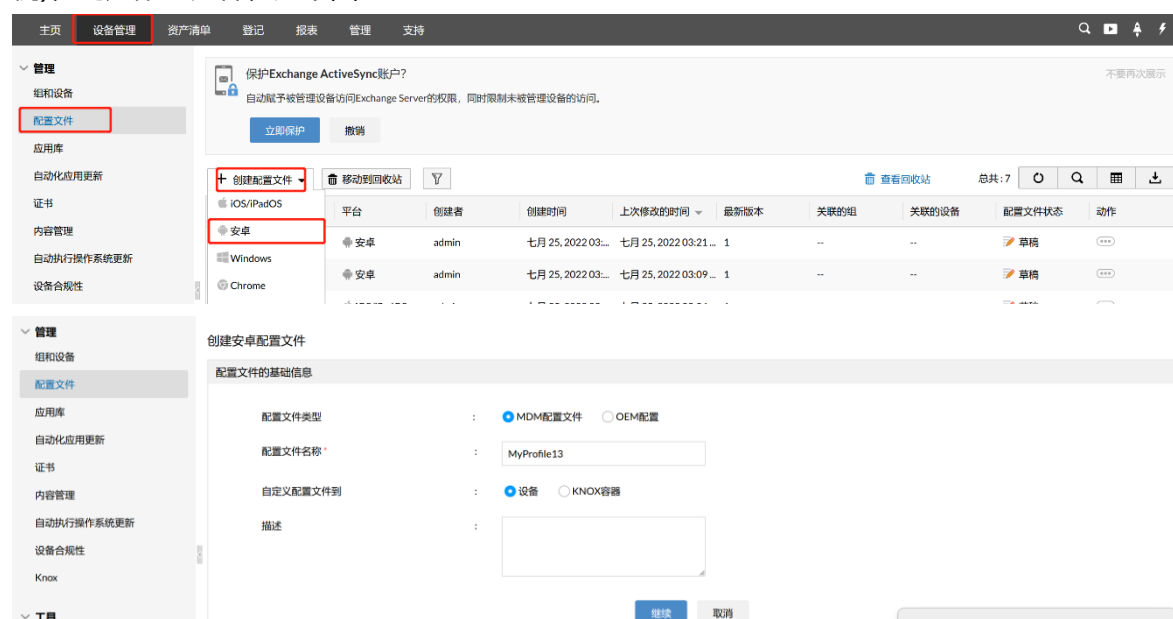 主页 设备管理 资产清单 登记 报表 管理 支持
管理
组和设备
配置文件
应用库
自动化应用更新
证书
内容管理
自动执行操作系统更新
设备合规性
保护Exchange ActiveSync账户?
不要再次展示
自动赋予被管理设备访问Exchange Server的权限，同时限制未被管理设备的访问。
立即保护 撤销
创建配置文件 移动到回收站 查看回收站 总共: 7
iOS/iPadOS
安卓
Windows
Chrome
平台 创建者 创建时间 上次修改的时间 最新版本 关联的组 关联的设备 配置文件状态 动作
安卓 admin 七月 25, 2022 03:... 七月 25, 2022 03:21 ... 1 -- -- 草稿
安卓 admin 七月 25, 2022 03:... 七月 25, 2022 03:09 ... 1 -- -- 草稿
管理
组和设备
配置文件
应用库
自动化应用更新
证书
内容管理
自动执行操作系统更新
设备合规性
Knox
工具
创建安卓配置文件
配置文件的基础信息
配置文件类型 : MDM配置文件 OEM配置
配置文件名称 * : MyProfile13
自定义配置文件到 : 设备 KNOX容器
描述 :
继续 取消